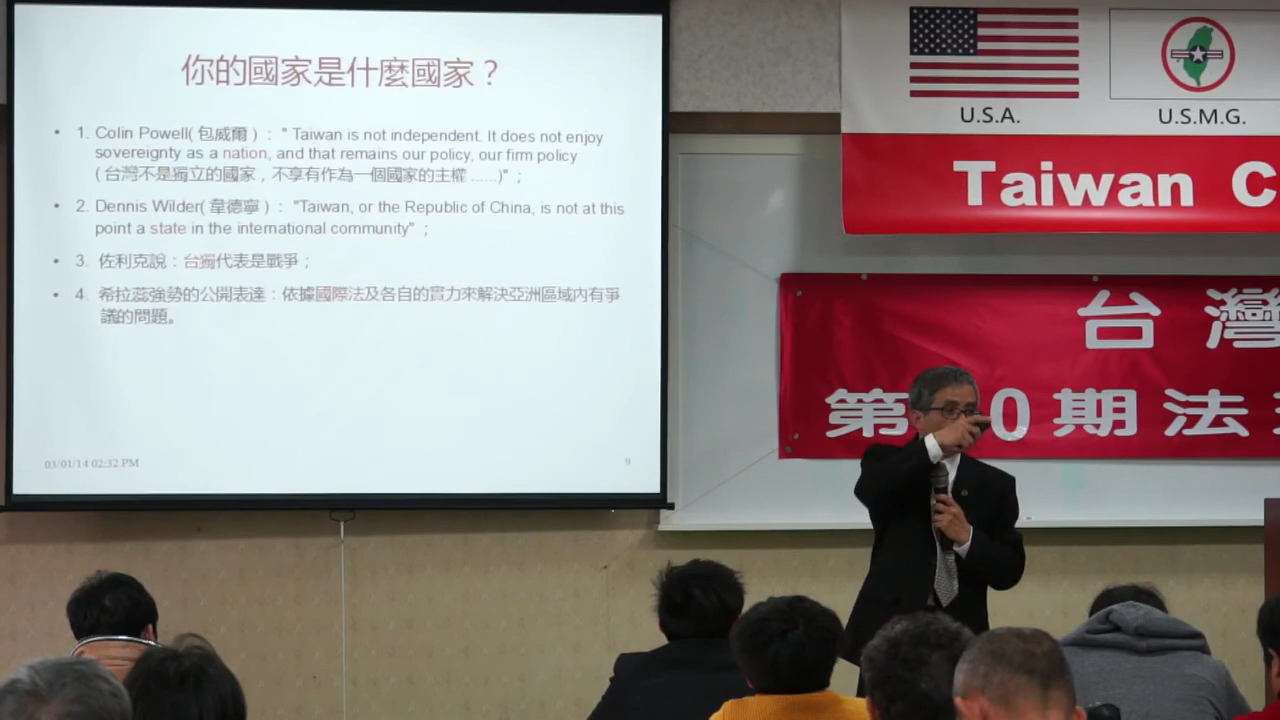 你的國家是什麼國家？
• 1. Colin Powell( 包威爾 ) ： " Taiwan is not independent. It does not enjoy
sovereignty as a nation, and that remains our policy, our firm policy
( 台灣不是獨立的國家，不享有作為一個國家的主權 ......)" ；
• 2. Dennis Wilder( 韋德寧 ) ： "Taiwan, or the Republic of China, is not at this
point a state in the international community" ；
• 3. 佐利克說：台獨代表是戰爭；
• 4. 希拉蕊強勢的公開表達：依據國際法及各自的實力來解決亞洲區域內有爭
議的問題。
03/01/14 02:32 PM
9
U.S.A.
U.S.M.G.
Taiwan C
台灣
第 0期法